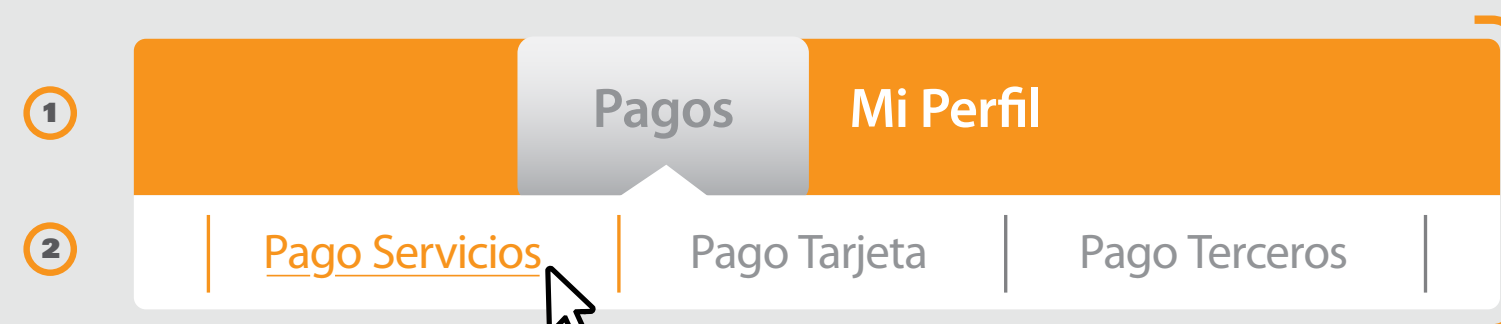 1
Pagos
Mi Perfil
2
Pago Servicios
Pago Tarjeta
Pago Terceros